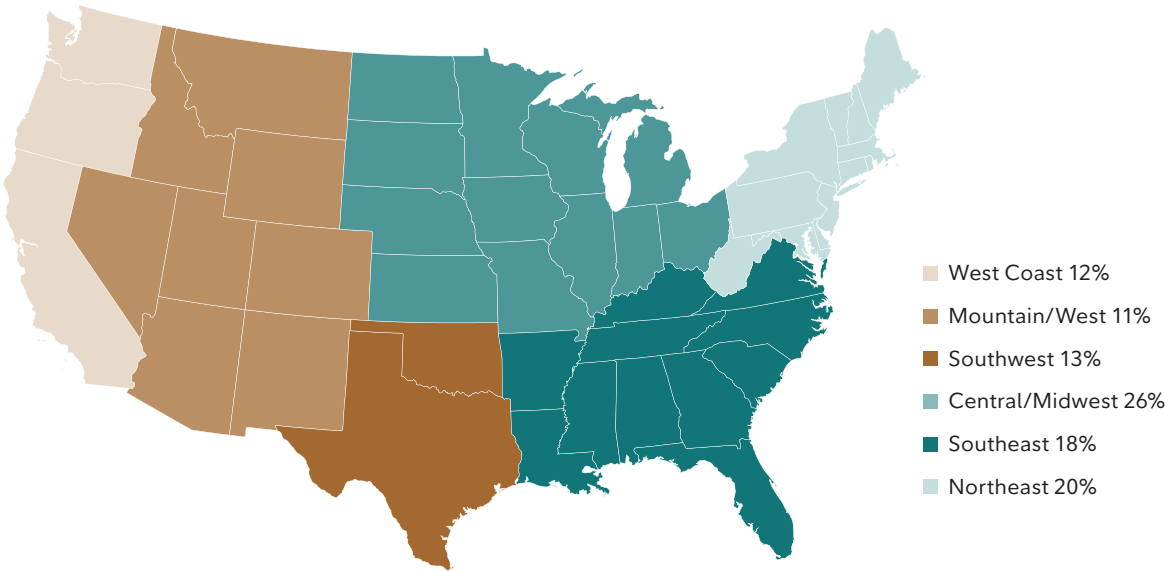 West Coast 12%
Mountain/West 11%
Southwest 13%
Central/Midwest 26%
Southeast 18%
Northeast 20%